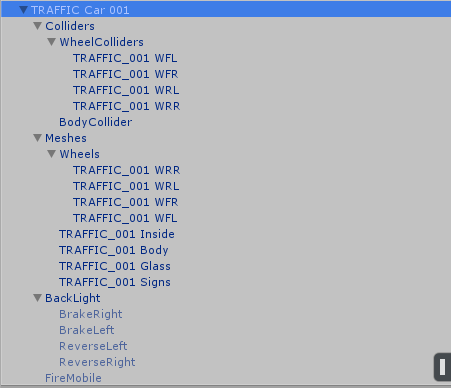 TRAFFIC Car 001
Colliders
WheelColliders
TRAFFIC_001 WFL
TRAFFIC_001 WFR
TRAFFIC_001 WRL
TRAFFIC_001 WRR
BodyCollider
Meshes
Wheels
TRAFFIC_001 WRR
TRAFFIC_001 WRL
TRAFFIC_001 WFR
TRAFFIC_001 WFL
TRAFFIC_001 Inside
TRAFFIC_001 Body
TRAFFIC_001 Glass
TRAFFIC_001 Signs
BackLight
BrakeRight
BrakeLeft
ReverseLeft
ReverseRight
FireMobile